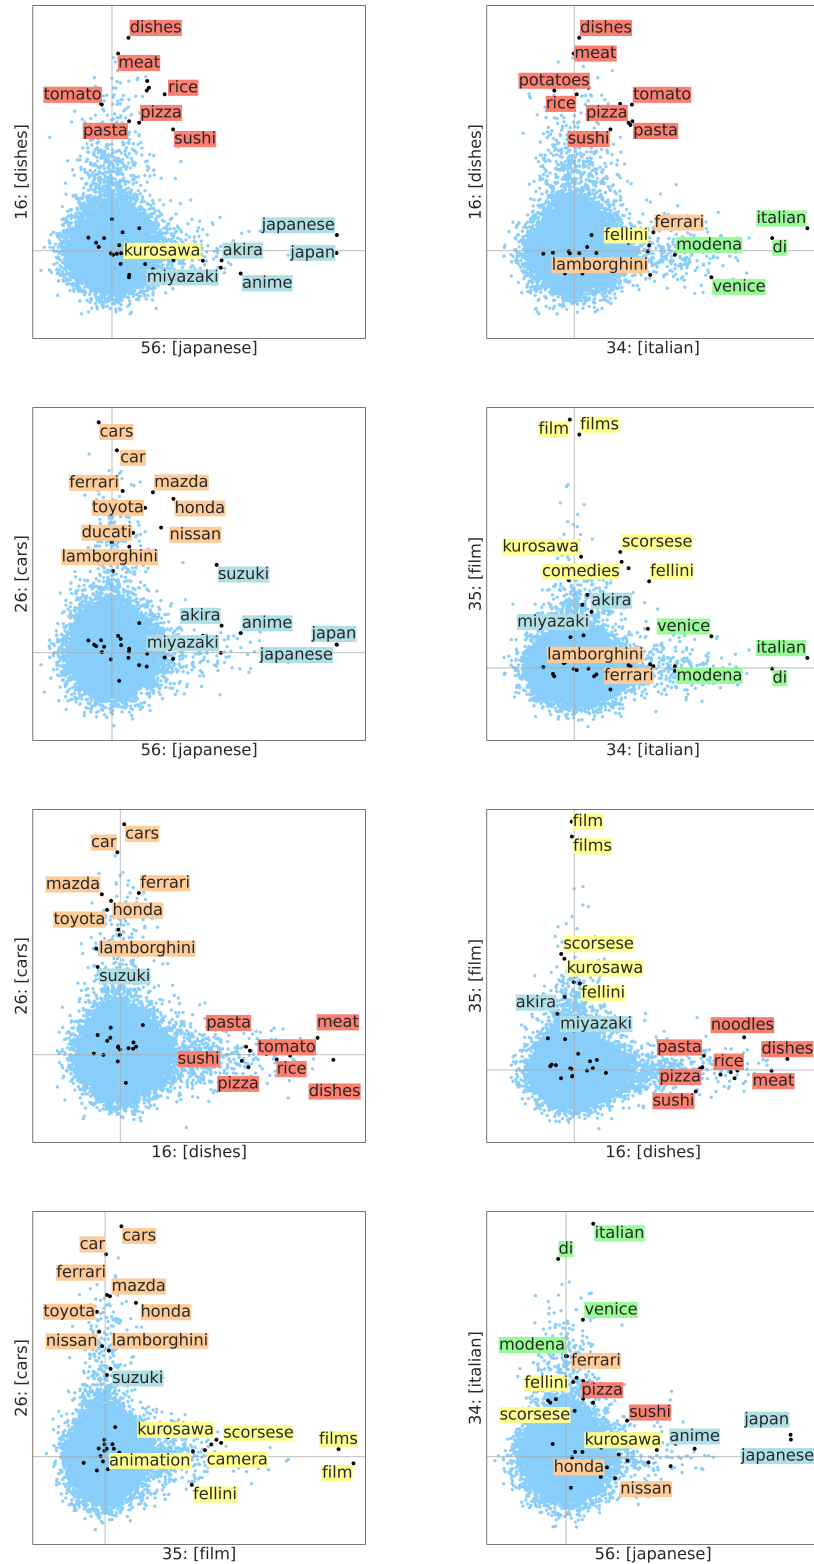 dishes
meat
rice
tomato
pizza
pasta
sushi
japanese
kurosawa
akira
japan
miyazaki
anime
16: [dishes]
56: [japanese]
dishes
meat
potatoes
rice
tomato
pizza
sushi
pasta
italian
ferrari
fellini
modena
di
lamborghini
venice
16: [dishes]
34: [italian]
cars
car
ferrari
mazda
toyota
honda
ducati
nissan
lamborghini
suzuki
akira
anime
japan
miyazaki
japanese
26: [cars]
56: [japanese]
film
films
kurosawa
scorsese
comedies
fellini
akira
miyazaki
venice
italian
lamborghini
ferrari
modena
di
35: [film]
34: [italian]
cars
car
mazda
ferrari
honda
toyota
lamborghini
suzuki
pasta
meat
sushi
tomato
rice
pizza
dishes
26: [cars]
16: [dishes]
film
films
scorsese
kurosawa
fellini
akira
miyazaki
noodles
pasta
dishes
rice
pizza
meat
sushi
35: [film]
16: [dishes]
cars
car
ferrari
mazda
toyota
honda
nissan
lamborghini
suzuki
kurosawa
scorsese
films
animation
camera
film
fellini
26: [cars]
35: [film]
italian
di
venice
modena
ferrari
fellini
pizza
scorsese
sushi
japan
kurosawa
anime
japanese
honda
nissan
34: [italian]
56: [japanese]